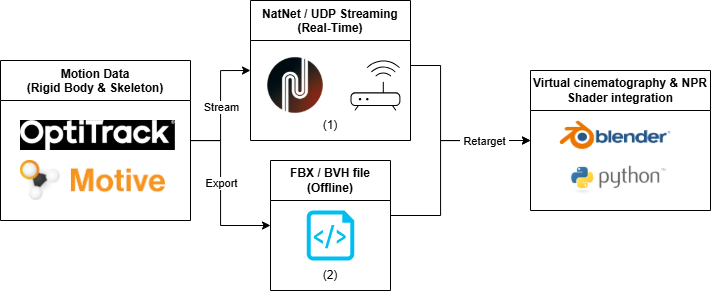 Motion Data
(Rigid Body & Skeleton)
OptiTrack
Motive
Stream
Export
NatNet / UDP Streaming
(Real-Time)
(1)
FBX / BVH file
(Offline)
</>
(2)
Retarget
Virtual cinematography & NPR
Shader integration
blender
python™